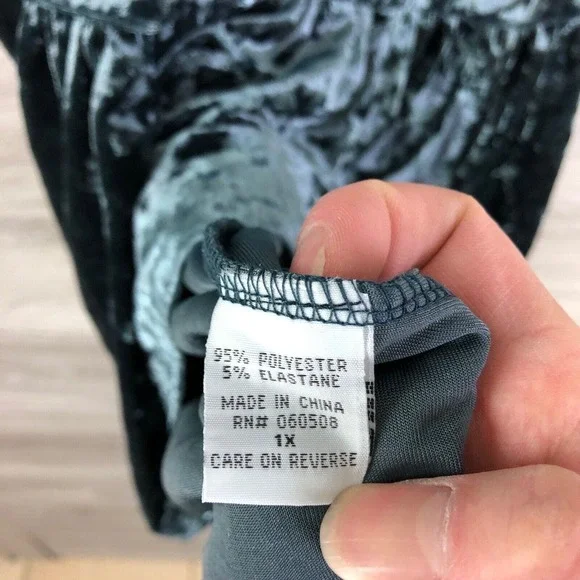 95% POLYESTER
5% ELASTANE
MADE IN CHINA
RN# 060508
1X
CARE ON REVERSE